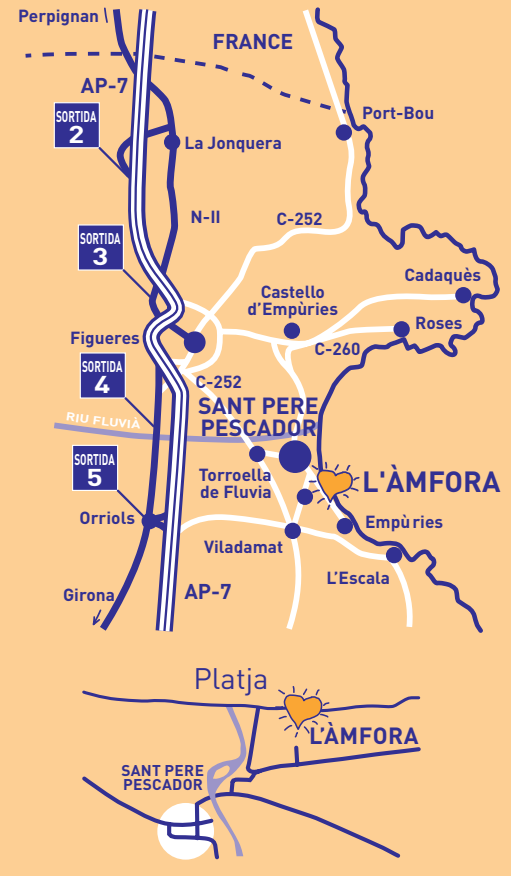 Perpignan
FRANCE
AP-7
SORTIDA
2
Port-Bou
La Jonquera
N-II
C-252
SORTIDA
3
Cadaquès
Castello
d'Empùries
Roses
Figueres
C-260
SORTIDA
4
C-252
SANT PERE
PESCADOR
RIU FLUVIÀ
SORTIDA
5
Torroella
de Fluvia
L'ÀMFORA
Orriols
Empùries
Viladamat
L'Escala
Girona
AP-7
Platja
L'ÀMFORA
SANT PERE
PESCADOR